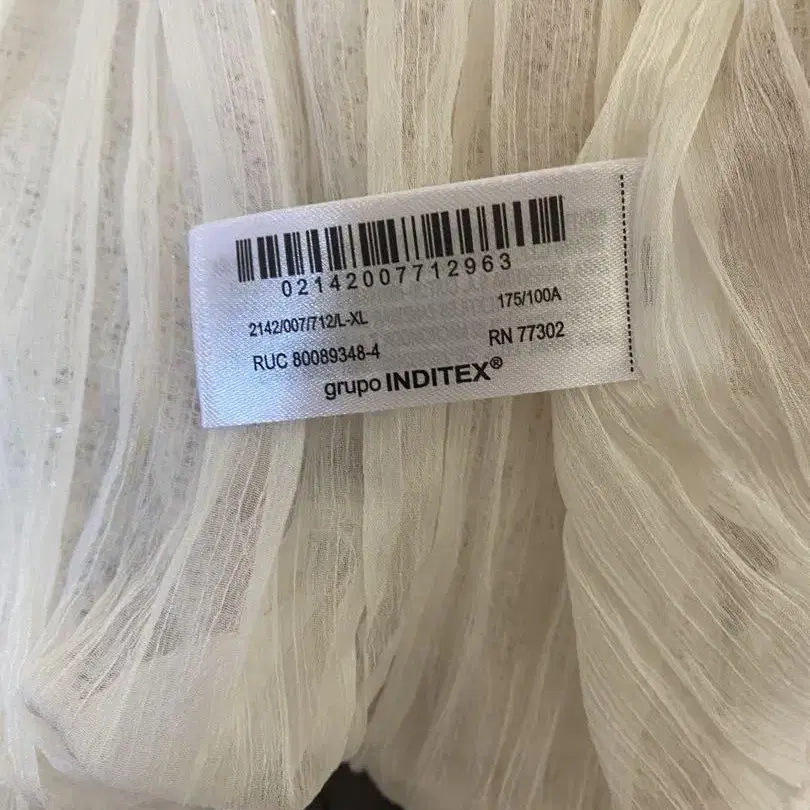 02142007712963
2142/007/712/L-XL 175/100A
RUC 80089348-4 RN 77302
grupo INDITEX®